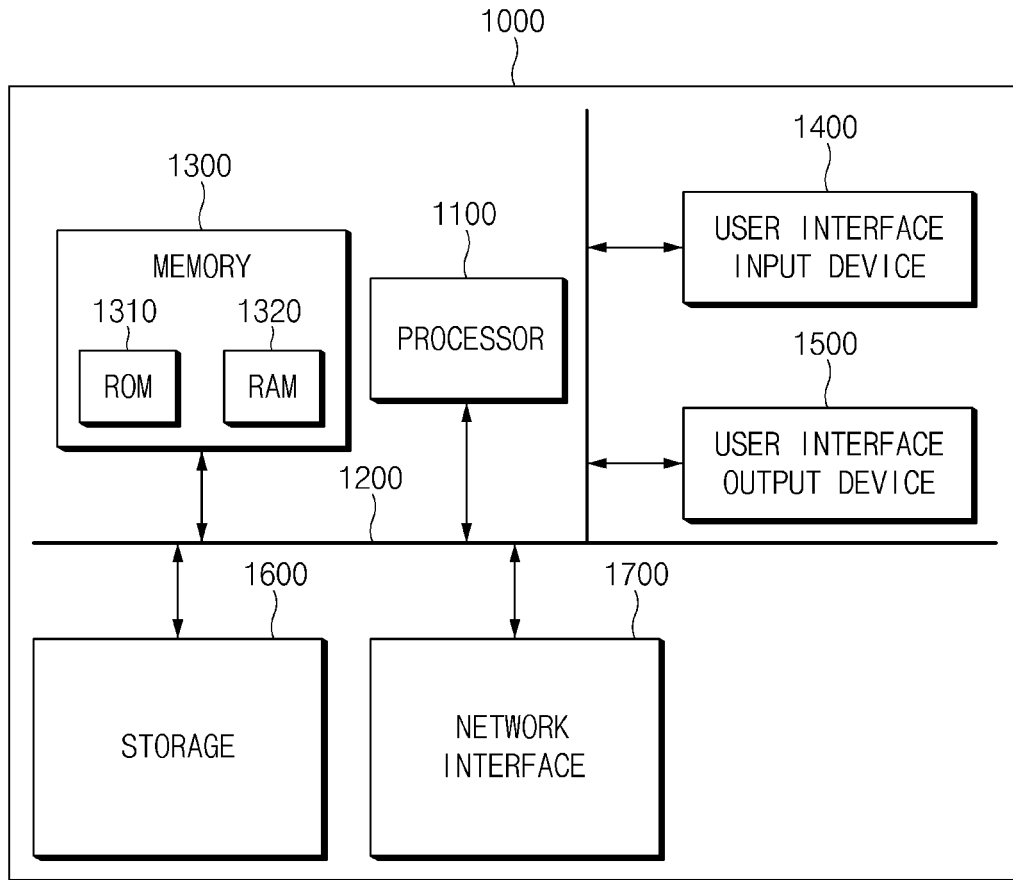 1000
1300
MEMORY
1310
1320
ROM
RAM
1100
PROCESSOR
1400
USER INTERFACE
INPUT DEVICE
1500
USER INTERFACE
OUTPUT DEVICE
1200
1600
STORAGE
1700
NETWORK
INTERFACE